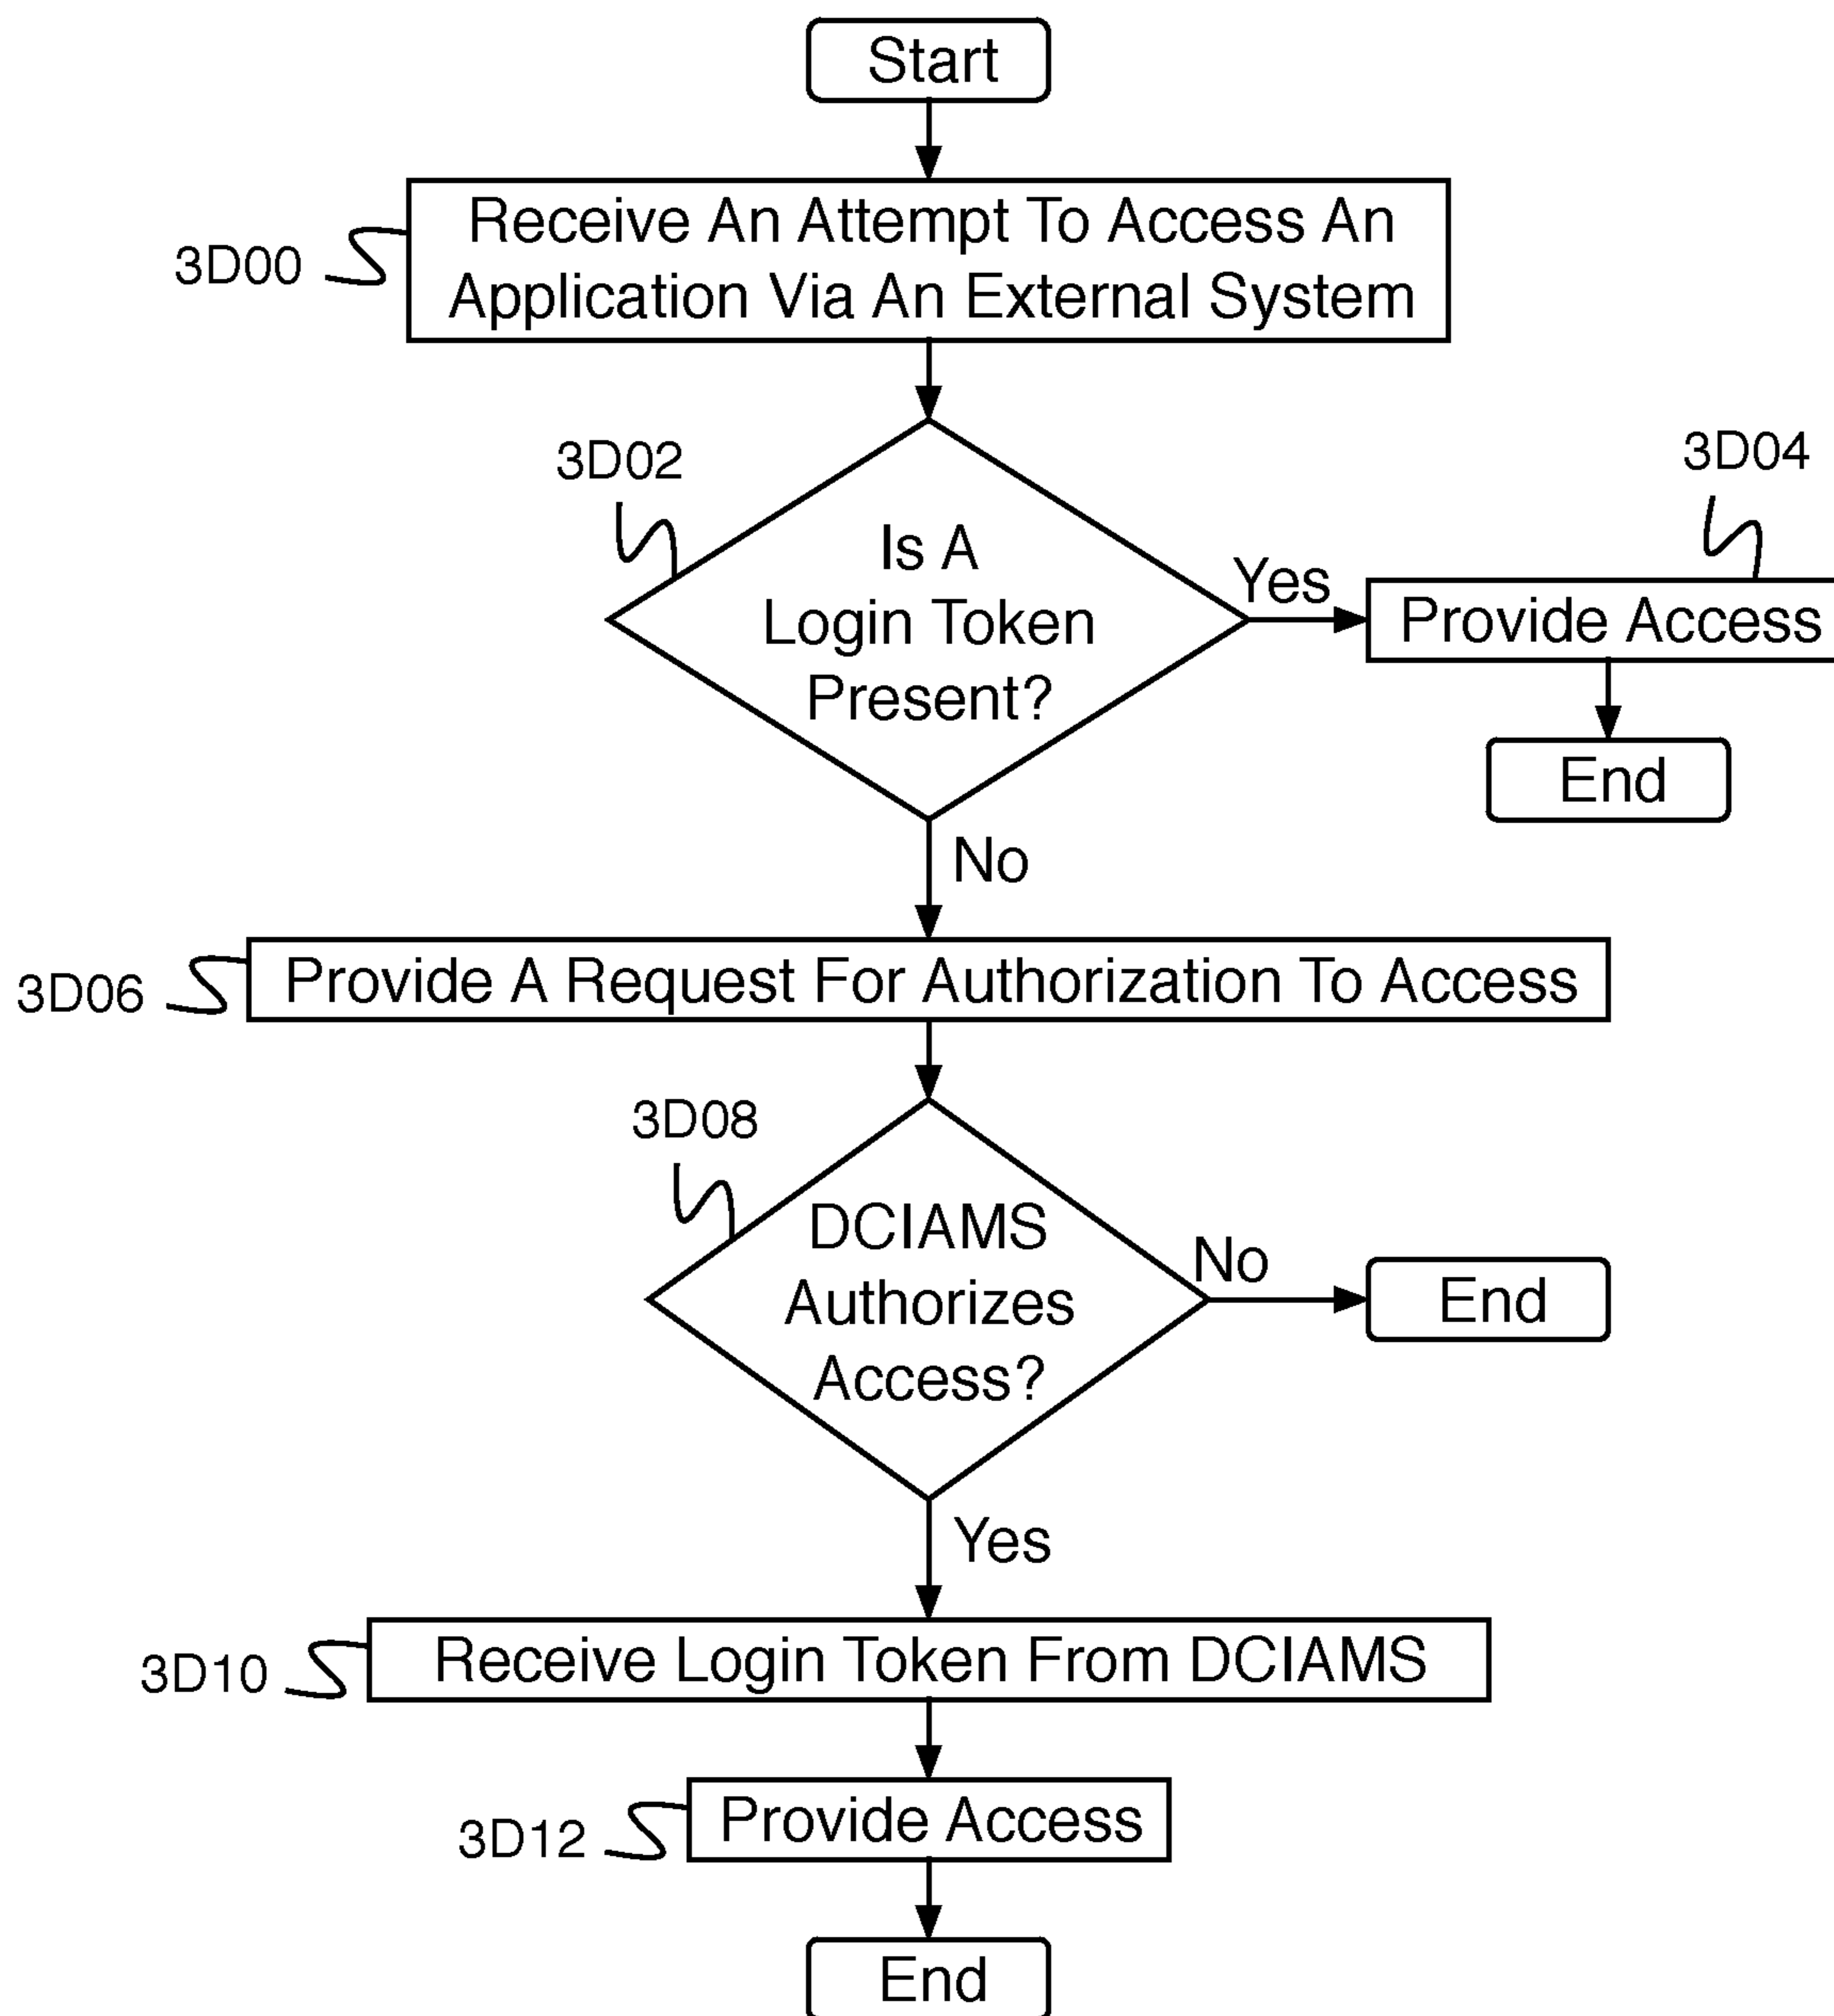 Start
3D00
Receive An Attempt To Access An
Application Via An External System
3D02
3D04
Is A
Login Token
Present?
Yes
Provide Access
End
No
3D06
Provide A Request For Authorization To Access
3D08
DCIAMS
Authorizes
Access?
No
End
Yes
3D10
Receive Login Token From DCIAMS
3D12
Provide Access
End